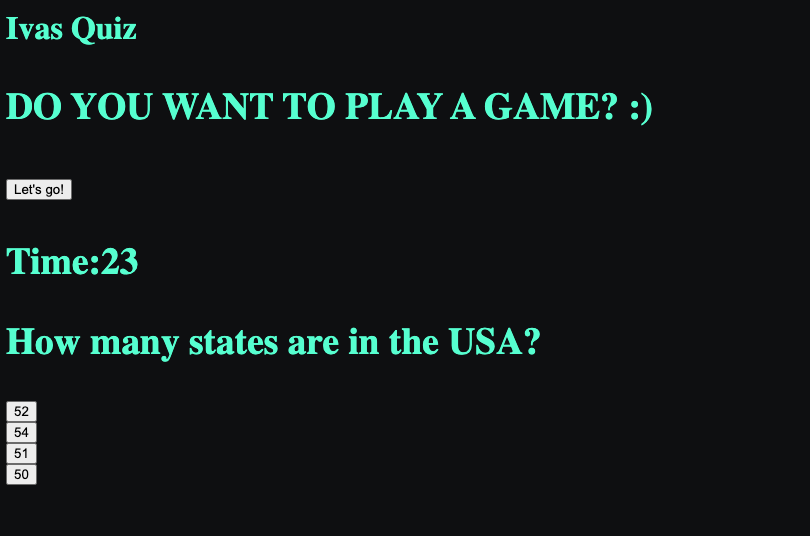 Ivas Quiz
DO YOU WANT TO PLAY A GAME? :)
Let's go!
Time:23
How many states are in the USA?
52
54
51
50